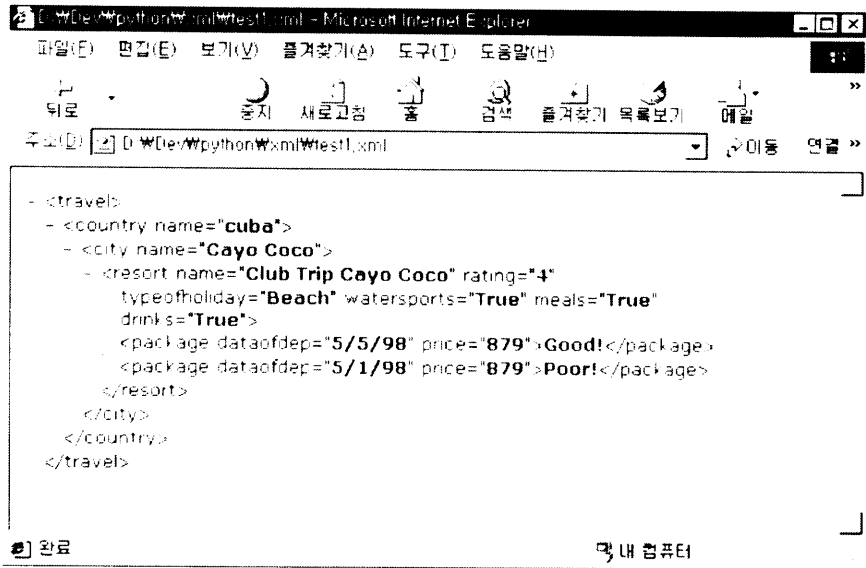 D:₩Dev₩python₩xml₩test1.xml - Microsoft Internet Explorer
파일(F) 편집(E) 보기(V) 즐겨찾기(A) 도구(T) 도움말(H)
뒤로 중지 새로고침 홈 검색 즐겨찾기 목록보기 메일 »
주소(D) D:₩Dev₩python₩xml₩test1.xml 이동 연결 »
- <travel>
- <country name="cuba">
- <city name="Cayo Coco">
- <resort name="Club Trip Cayo Coco" rating="4"
typeofholiday="Beach" watersports="True" meals="True"
drinks="True">
<package dataofdep="5/5/98" price="879">Good!</package>
<package dataofdep="5/1/98" price="879">Poor!</package>
</resort>
</city>
</country>
</travel>
완료 내 컴퓨터